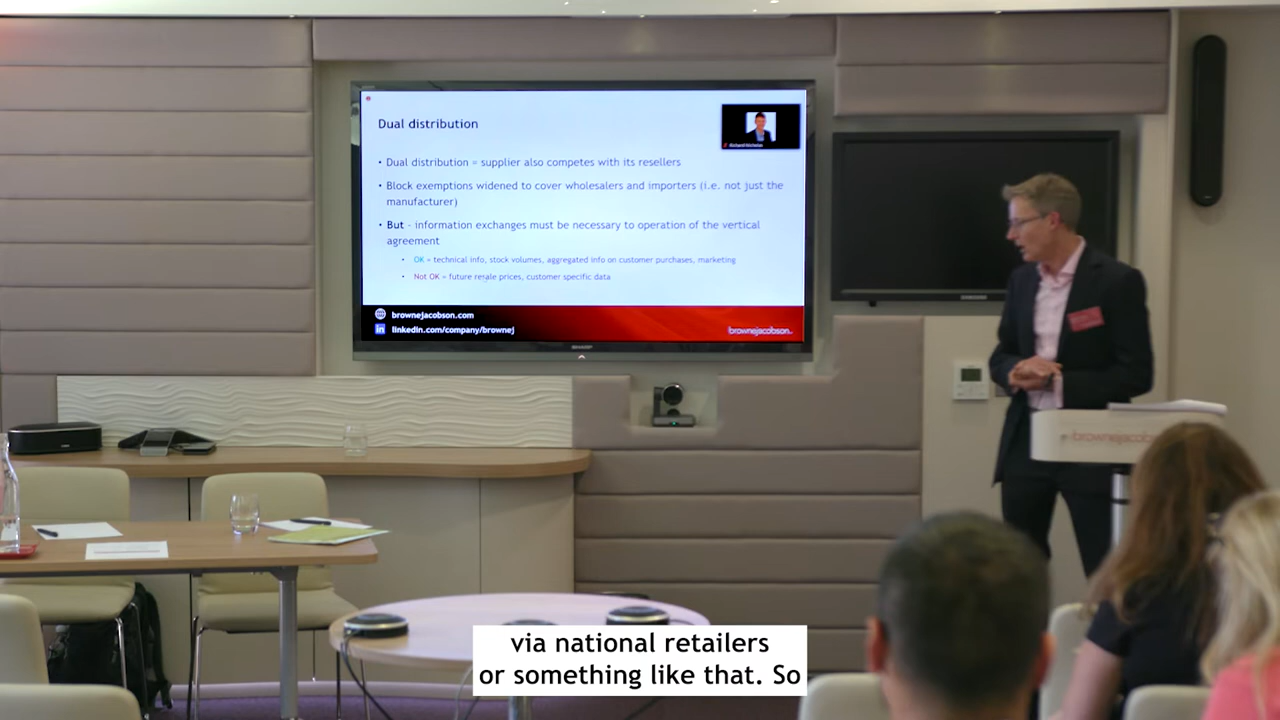 Dual distribution
• Dual distribution = supplier also competes with its resellers
• Block exemptions widened to cover wholesalers and importers (i.e. not just the
manufacturer)
• But - information exchanges must be necessary to operation of the vertical
agreement
• OK = technical info, stock volumes, aggregated info on customer purchases, marketing
• Not OK = future resale prices, customer specific data
brownejacobson.com
linkedin.com/company/brownej
brownejacobson
SHARP
SAMSUNG
brownejacobs
via national retailers
or something like that. So